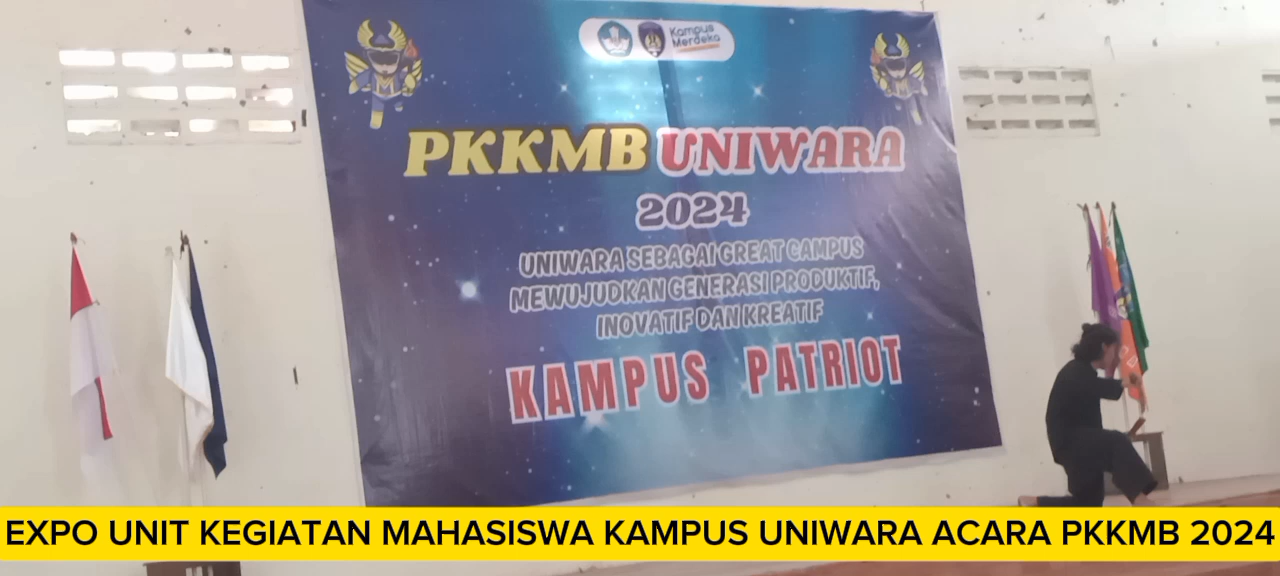 Kampus
Merdeka
PKKMB UNIWARA
2024
UNIWARA SEBAGAI GREAT CAMPUS
MEWUJUDKAN GENERASI PRODUKTIF,
INOVATIF DAN KREATIF
KAMPUS PATRIOT
EXPO UNIT KEGIATAN MAHASISWA KAMPUS UNIWARA ACARA PKKMB 2024